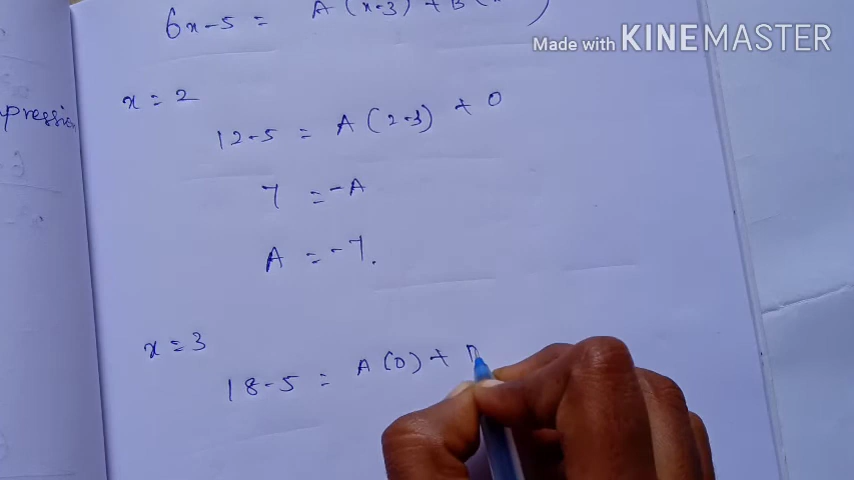 6x-5 = A(x-3) + B(x
Made with KINEMASTER
pression
x = 2
12-5 = A(2-3) + 0
7 = -A
A = -7.
x = 3
18-5 = A(0) +